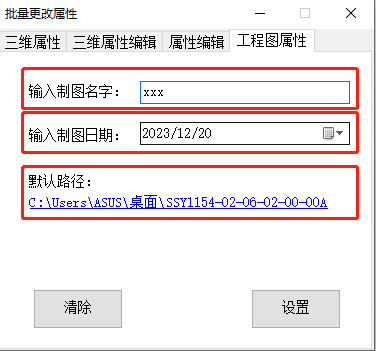 批量更改属性
三维属性 三维属性编辑 属性编辑 工程图属性
输入制图名字： xxx
输入制图日期： 2023/12/20
默认路径：
C:\Users\ASUS\桌面\SSY1154-02-06-02-00-00A
清除 设置